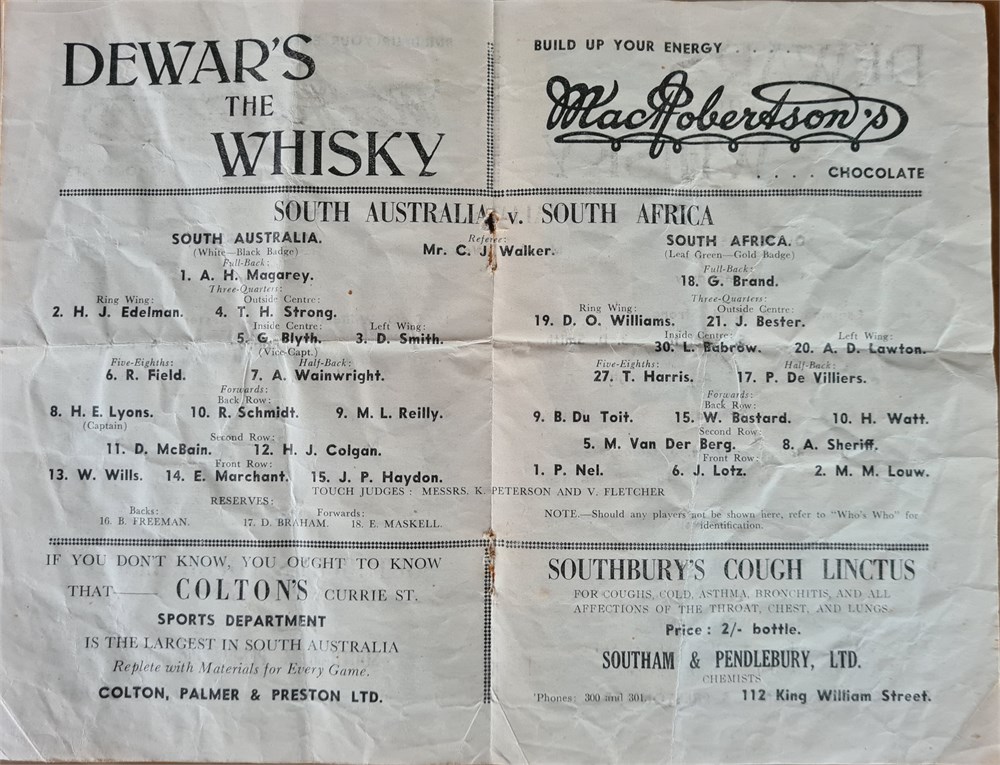 DEWAR'S
THE
WHISKY
BUILD UP YOUR ENERGY . . . .
MacRobertson's
. . . . CHOCOLATE
SOUTH AUSTRALIA v. SOUTH AFRICA
SOUTH AUSTRALIA.
(White—Black Badge)
Referee:
Mr. C. J. Walker.
SOUTH AFRICA.
(Leaf Green—Gold Badge)
Full-Back:
1. A. H. Magarey.
Three-Quarters:
Ring Wing: Outside Centre:
2. H. J. Edelman. 4. T. H. Strong.
Inside Centre: Left Wing:
5. G. Blyth. 3. D. Smith.
(Vice-Capt.)
Five-Eighths: Half-Back:
6. R. Field. 7. A. Wainwright.
Forwards:
Back Row:
8. H. E. Lyons. 10. R. Schmidt. 9. M. L. Reilly.
(Captain)
Second Row:
11. D. McBain. 12. H. J. Colgan.
Front Row:
13. W. Wills. 14. E. Marchant. 15. J. P. Haydon.
Full-Back:
18. G. Brand.
Three-Quarters:
Ring Wing: Outside Centre:
19. D. O. Williams. 21. J. Bester.
Inside Centre: Left Wing:
30. L. Babrow. 20. A. D. Lawton.
Five-Eighths: Half-Back:
27. T. Harris. 17. P. De Villiers.
Forwards:
Back Row:
9. B. Du Toit. 15. W. Bastard. 10. H. Watt.
Second Row:
5. M. Van Der Berg. 8. A. Sheriff.
Front Row:
1. P. Nel. 6. J. Lotz. 2. M. M. Louw.
TOUCH JUDGES : MESSRS. K. PETERSON AND V. FLETCHER
RESERVES:
Backs: Forwards:
16. B. FREEMAN. 17. D. BRAHAM. 18. E. MASKELL.
NOTE.—Should any players not be shown here, refer to "Who's Who" for
identification.
IF YOU DON'T KNOW, YOU OUGHT TO KNOW
THAT—— COLTON'S CURRIE ST.
SPORTS DEPARTMENT
IS THE LARGEST IN SOUTH AUSTRALIA
Replete with Materials for Every Game.
COLTON, PALMER & PRESTON LTD.
SOUTHBURY'S COUGH LINCTUS
FOR COUGHS, COLD, ASTHMA, BRONCHITIS, AND ALL
AFFECTIONS OF THE THROAT, CHEST, AND LUNGS
Price : 2/- bottle.
SOUTHAM & PENDLEBURY, LTD.
CHEMISTS
'Phones: 300 and 301. 112 King William Street.